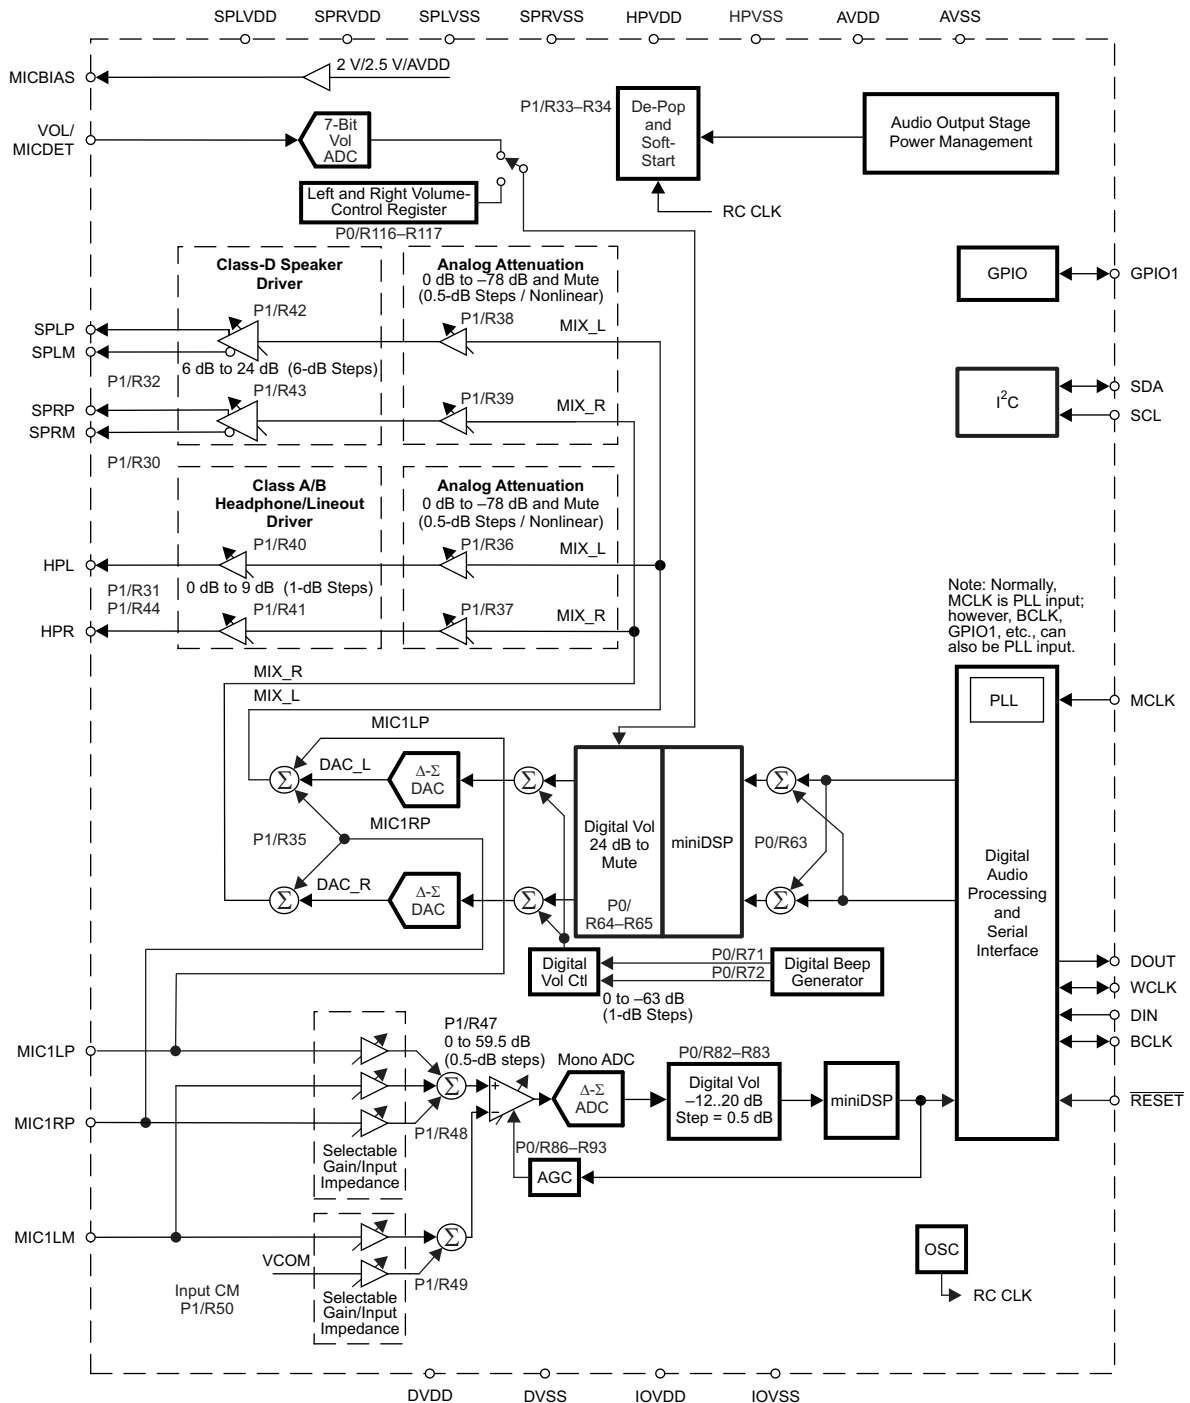 SPLVDD
SPRVDD
SPLVSS
SPRVSS
HPVDD
HPVSS
AVDD
AVSS
MICBIAS
2 V/2.5 V/AVDD
VOL/
MICDET
7-Bit
Vol
ADC
P1/R33–R34
De-Pop
and
Soft-
Start
Audio Output Stage
Power Management
Left and Right Volume-
Control Register
P0/R116–R117
RC CLK
Class-D Speaker
Driver
Analog Attenuation
0 dB to –78 dB and Mute
(0.5-dB Steps / Nonlinear)
GPIO
GPIO1
P1/R42
P1/R38
MIX_L
SPLP
SPLM
6 dB to 24 dB (6-dB Steps)
P1/R32
P1/R43
P1/R39
MIX_R
SPRP
SPRM
I2C
SDA
SCL
P1/R30
Class A/B
Headphone/Lineout
Driver
Analog Attenuation
0 dB to –78 dB and Mute
(0.5-dB Steps / Nonlinear)
P1/R40
P1/R36
MIX_L
HPL
0 dB to 9 dB (1-dB Steps)
P1/R31
P1/R44
P1/R41
P1/R37
MIX_R
HPR
Note: Normally,
MCLK is PLL input;
however, BCLK,
GPIO1, etc., can
also be PLL input.
MIX_R
MIX_L
PLL
MCLK
MIC1LP
Σ
DAC_L
Δ-Σ
DAC
Σ
Σ
P1/R35
MIC1RP
Digital Vol
24 dB to
Mute
miniDSP
P0/R63
Digital
Audio
Processing
and
Serial
Interface
Σ
DAC_R
Δ-Σ
DAC
Σ
P0/
R64–R65
Σ
Digital
Vol Ctl
P0/R71
P0/R72
Digital Beep
Generator
0 to –63 dB
(1-dB Steps)
DOUT
WCLK
DIN
BCLK
MIC1LP
P1/R47
0 to 59.5 dB
(0.5-dB steps)
Mono ADC
P0/R82–R83
Σ
+
–
Δ-Σ
ADC
Digital Vol
–12..20 dB
Step = 0.5 dB
miniDSP
RESET
MIC1RP
P1/R48
P0/R86–R93
Selectable
Gain/Input
Impedance
AGC
MIC1LM
Σ
VCOM
P1/R49
OSC
RC CLK
Input CM
P1/R50
Selectable
Gain/Input
Impedance
DVDD
DVSS
IOVDD
IOVSS